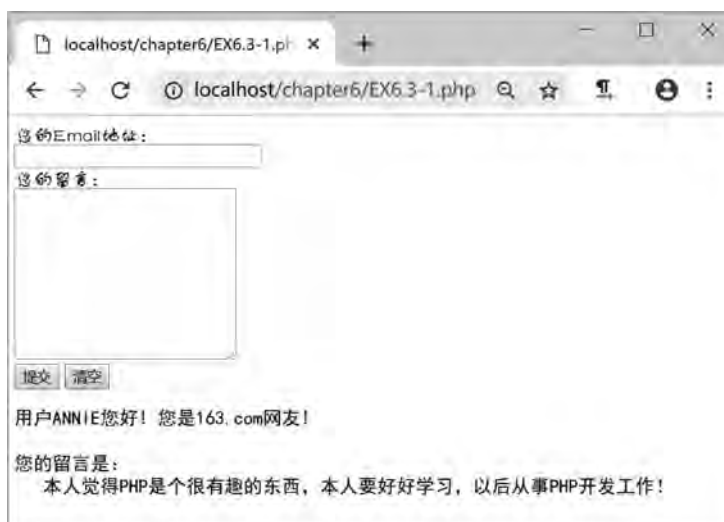 localhost/chapter6/EX6.3-1.ph
localhost/chapter6/EX6.3-1.php
您的Email地址:
您的留言:
提交 清空
用户ANNIE您好! 您是163.com网友!
您的留言是:
本人觉得PHP是个很有趣的东西, 本人要好好学习, 以后从事PHP开发工作!